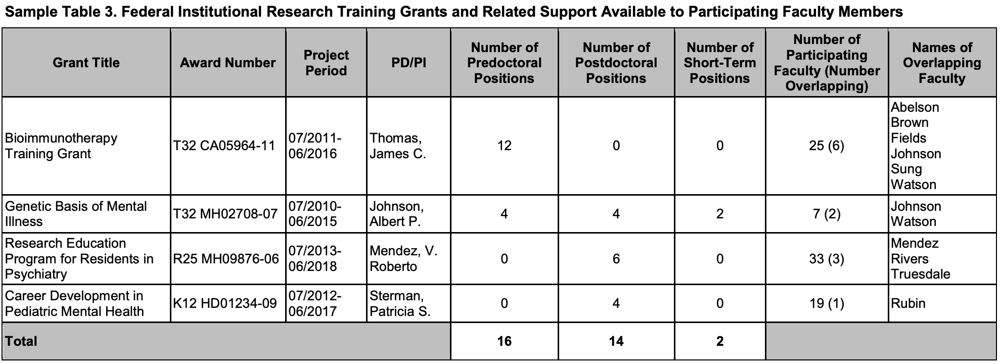 Sample Table 3. Federal Institutional Research Training Grants and Related Support Available to Participating Faculty Members
Grant Title
Award Number
Project
Period
PD/PI
Number of
Predoctoral
Positions
Number of
Postdoctoral
Positions
Number of
Short-Term
Positions
Number of
Participating
Faculty (Number
Overlapping)
Names of
Overlapping
Faculty
Bioimmunotherapy
Training Grant
T32 CA05964-11
07/2011-
06/2016
Thomas,
James C.
12
0
0
25 (6)
Abelson
Brown
Fields
Johnson
Sung
Watson
Genetic Basis of Mental
Illness
T32 MH02708-07
07/2010-
06/2015
Johnson,
Albert P.
4
4
2
7 (2)
Johnson
Watson
Research Education
Program for Residents in
Psychiatry
R25 MH09876-06
07/2013-
06/2018
Mendez, V.
Roberto
0
6
0
33 (3)
Mendez
Rivers
Truesdale
Career Development in
Pediatric Mental Health
K12 HD01234-09
07/2012-
06/2017
Sterman,
Patricia S.
0
4
0
19 (1)
Rubin
Total
16
14
2